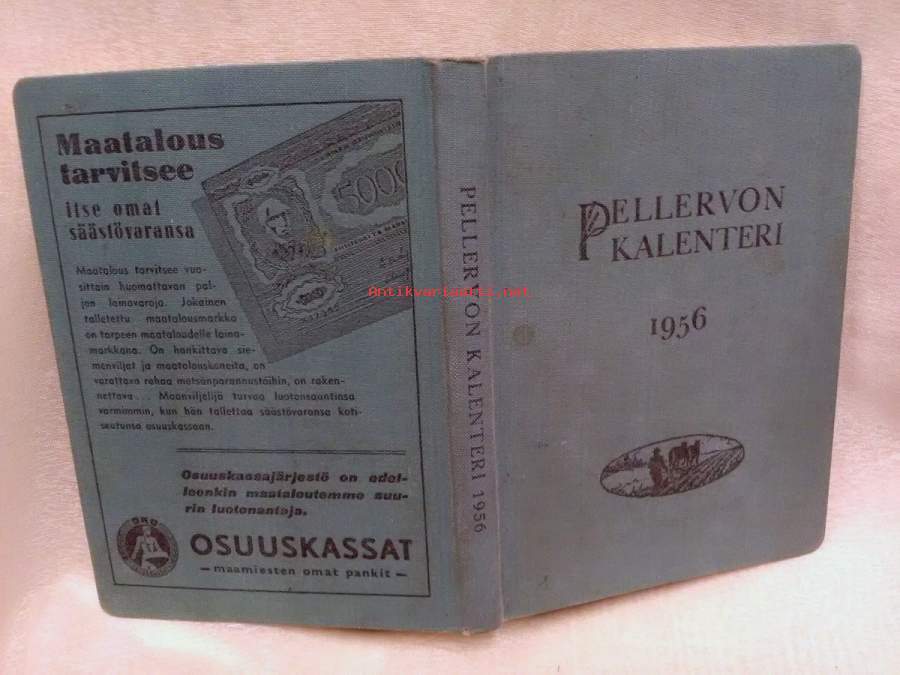 Maatalous
tarvitsee
itse omat
säästövaransa
Maatalous tarvitsee vuo-
sittain huomattavan pal-
jon lainavaroja. Jokainen
talletettu maatalousmarkka
on tarpeen maataloudelle laina-
markkana. On hankittava sie-
menviljat ja maatalouskoneita, on
varattava rahaa metsänparannustöihin, on raken-
nettava... Maanviljelijä turvaa luotonsaantinsa
varmimmin, kun hän tallettaa säästövaransa koti-
seutunsa osuuskassaan.
Osuuskassajärjestö on edel-
leenkin maataloutemme suu-
rin luotonantaja.
OKO
OSUUSKASSAT
— maamiesten omat pankit —
5000
PELLERVON KALENTERI 1956
PELLERVON
KALENTERI
1956
Antikvariaatti.net